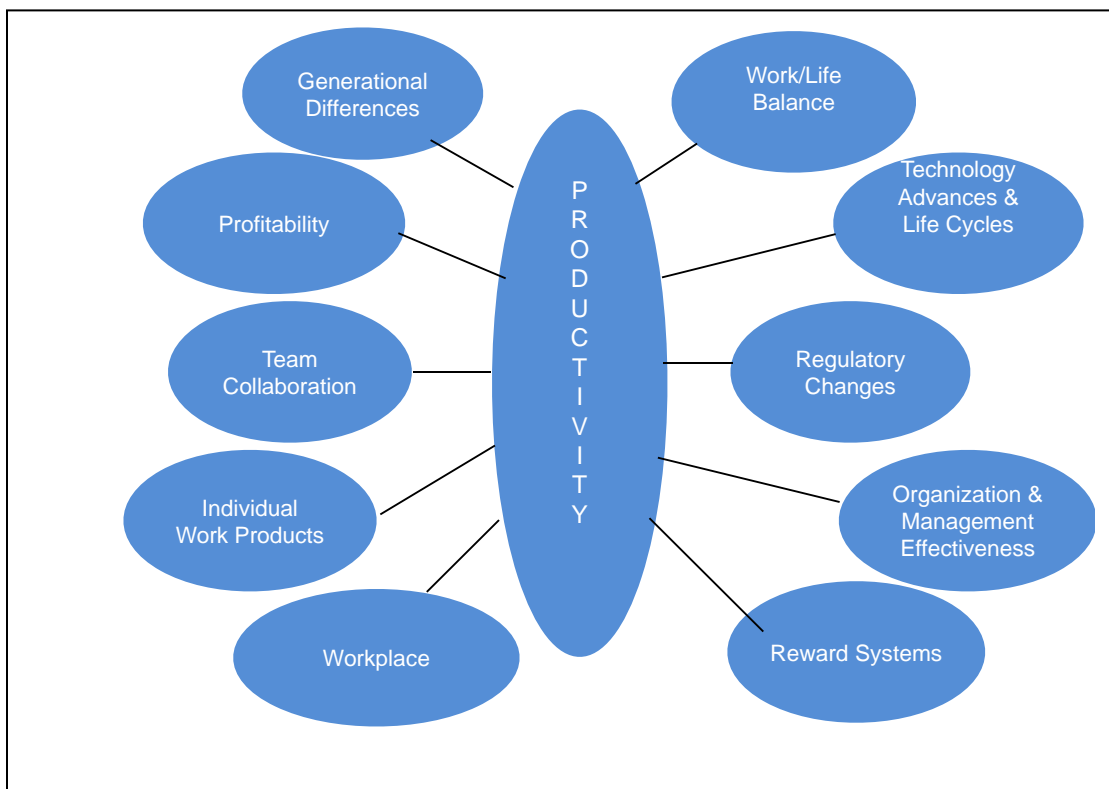 Generational
Differences
Work/Life
Balance
Profitability
Technology
Advances &
Life Cycles
PRODUCTIVITY
Team
Collaboration
Regulatory
Changes
Individual
Work Products
Organization &
Management
Effectiveness
Workplace
Reward Systems